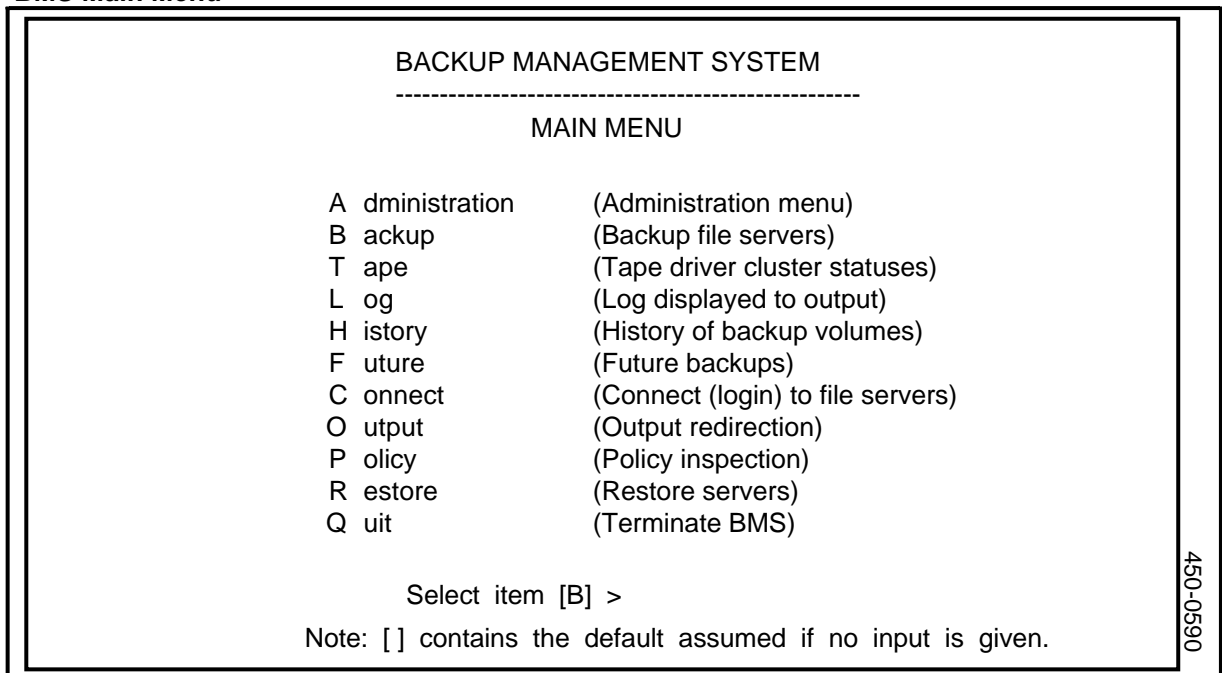 BMS Main Menu
BACKUP MANAGEMENT SYSTEM
-----------------------------------------------------
MAIN MENU
A dministration (Administration menu)
B ackup (Backup file servers)
T ape (Tape driver cluster statuses)
L og (Log displayed to output)
H istory (History of backup volumes)
F uture (Future backups)
C onnect (Connect (login) to file servers)
O utput (Output redirection)
P olicy (Policy inspection)
R estore (Restore servers)
Q uit (Terminate BMS)
Select item [B] >
Note: [ ] contains the default assumed if no input is given.
450-0590